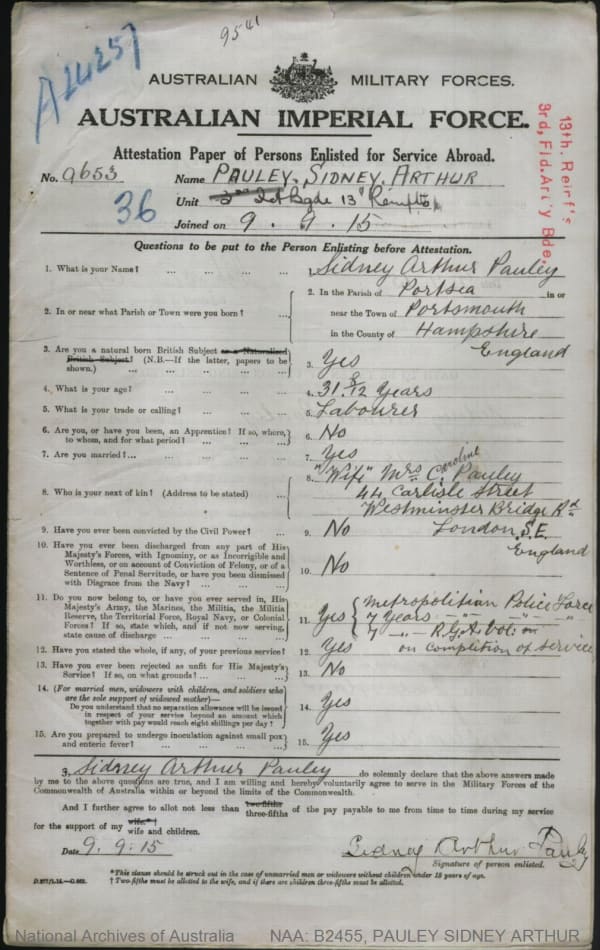 9541
A24257
AUSTRALIAN MILITARY FORCES.
AUSTRALIAN IMPERIAL FORCE.
13th. Reirf's
3rd, Fld. Art'y Bde.
Attestation Paper of Persons Enlisted for Service Abroad.
No. 9653 Name PAULEY, SIDNEY ARTHUR
36 Unit Bgde 13
Joined on 9. 9. 15
Questions to be put to the Person Enlisting before Attestation.
1. What is your Name? ... ... ... ... 1. Sidney Arthur Pauley
2. In or near what Parish or Town were you born? ... 2. In the Parish of Portsea in or
near the Town of Portsmouth
in the County of Hampshire
England
3. Are you a natural born British Subject or a Naturalized
British Subject? (N.B.—If the latter, papers to be
shown.) 3. Yes
4. What is your age? ... ... ... ... 4. 31 8/12 Years
5. What is your trade or calling? ... ... ... 5. Labourer
6. Are you, or have you been, an Apprentice? If so, where,
to whom, and for what period? ... ... ... 6. No
7. Are you married? ... ... ... ... 7. Yes
8. Who is your next of kin? (Address to be stated) ... 8. "Wife" Mrs C. Caroline Pauley
44 Carlisle Street
Westminster Bridge Rd
London, S.E.
England
9. Have you ever been convicted by the Civil Power? ... 9. No
10. Have you ever been discharged from any part of His
Majesty's Forces, with Ignominy, or as Incorrigible and
Worthless, or on account of Conviction of Felony, or of a
Sentence of Penal Servitude, or have you been dismissed
with Disgrace from the Navy? ... ... ... 10. No
11. Do you now belong to, or have you ever served in, His
Majesty's Army, the Marines, the Militia, the Militia
Reserve, the Territorial Force, Royal Navy, or Colonial
Forces? If so, state which, and if not now serving,
state cause of discharge ... ... ... 11. Yes { Metropolitian Police Force
7 Years " " "
7 " R.G.A. Vol:
on completion of service
12. Have you stated the whole, if any, of your previous service? 12. Yes
13. Have you ever been rejected as unfit for His Majesty's
Service? If so, on what grounds? ... ... ... 13. No
14. (For married men, widowers with children, and soldiers who
are the sole support of widowed mother)—
Do you understand that no separation allowance will be issued
in respect of your service beyond an amount which
together with pay would reach eight shillings per day? ... 14. Yes
15. Are you prepared to undergo inoculation against small pox
and enteric fever? ... ... ... ... 15. Yes
I, Sidney Arthur Pauley do solemnly declare that the above answers made
by me to the above questions are true, and I am willing and hereby voluntarily agree to serve in the Military Forces of the
Commonwealth of Australia within or beyond the limits of the Commonwealth.
And I further agree to allot not less than two-fifths three-fifths of the pay payable to me from time to time during my service
for the support of my wife* wife and children.
Date 9. 9. 15 Sidney Arthur Pauley
Signature of person enlisted.
*This clause should be struck out in the case of unmarried men or widowers without children under 18 years of age.
†Two-fifths must be allotted to the wife, and if there are children three-fifths must be allotted.
National Archives of Australia NAA: B2455, PAULEY SIDNEY ARTHUR